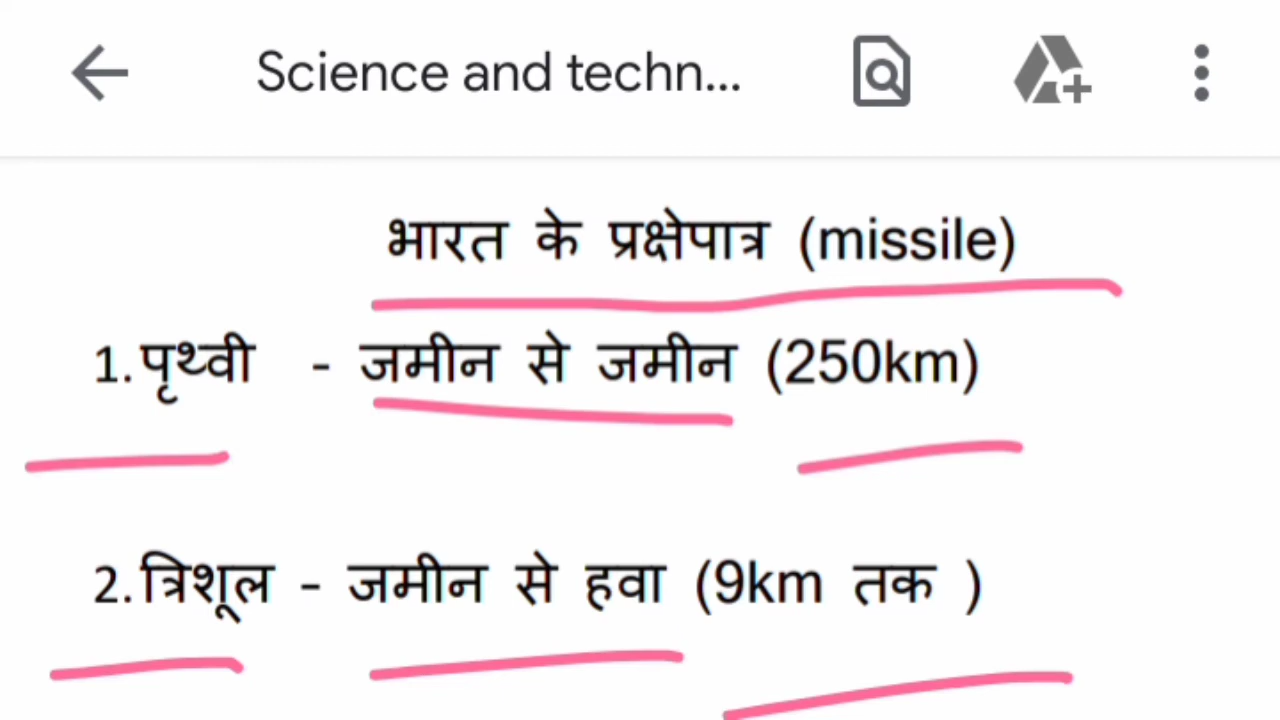 Science and techn...
भारत के प्रक्षेपात्र (missile)
1. पृथ्वी - जमीन से जमीन (250km)
2. त्रिशूल - जमीन से हवा (9km तक )